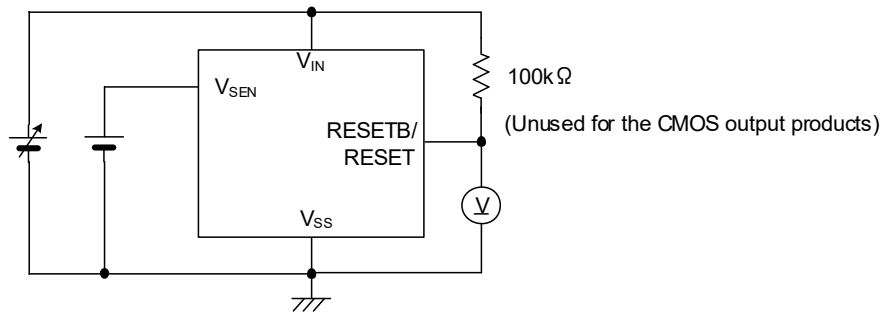 V_IN
V_SEN
100kΩ
(Unused for the CMOS output products)
RESETB/
RESET
V
V_SS